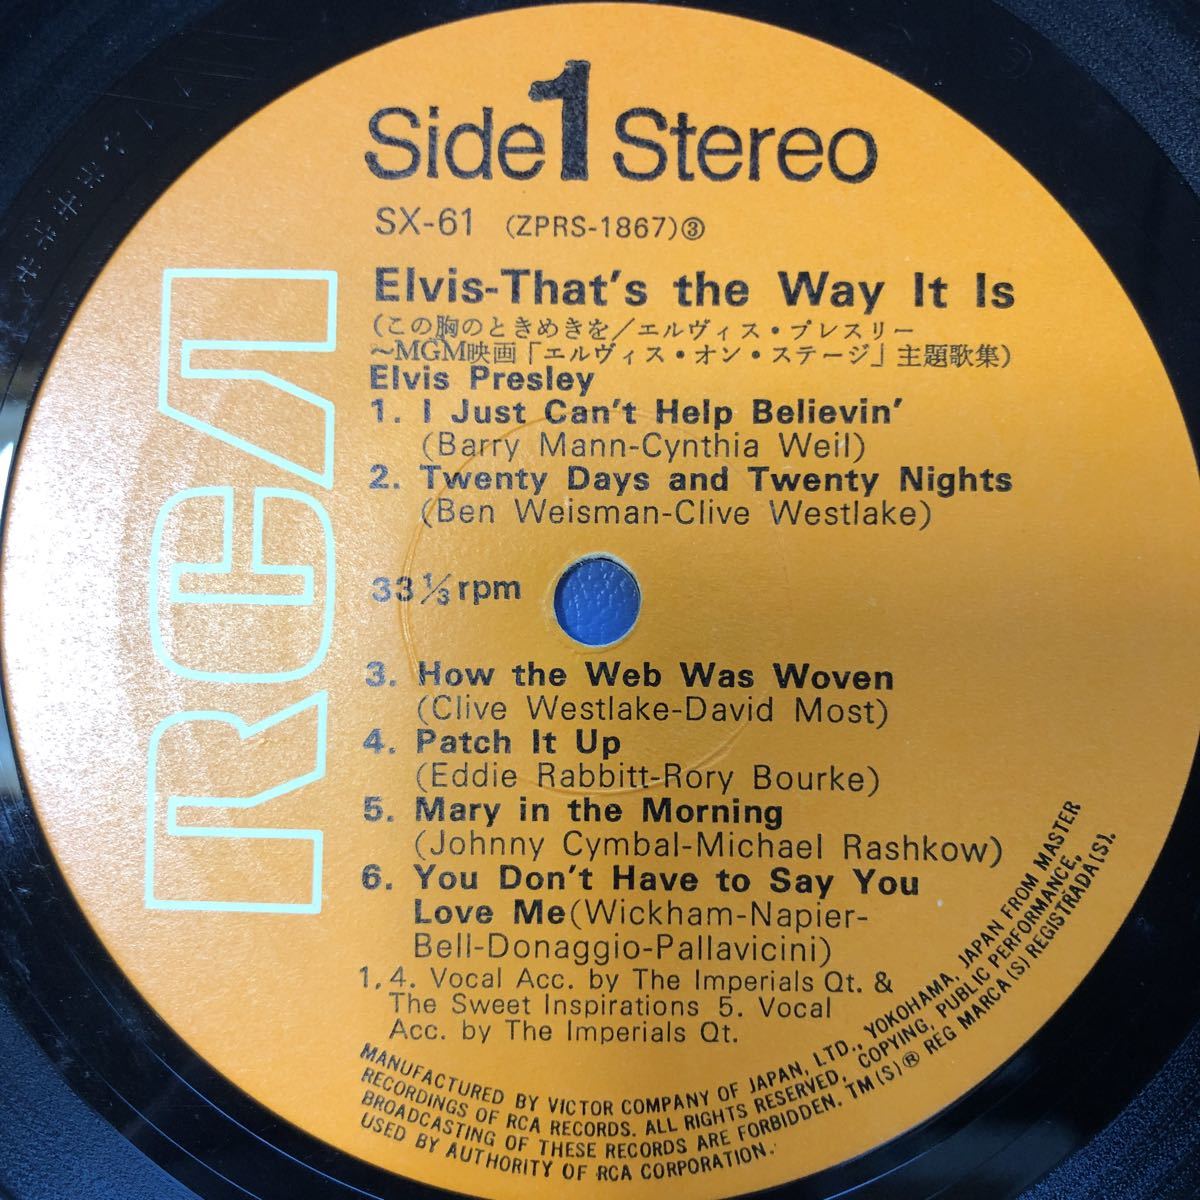 Side 1 Stereo
SX-61 (ZPRS-1867)③
Elvis-That's the Way It Is
(この胸のときめきを/エルヴィス・プレスリー
～MGM映画「エルヴィス・オン・ステージ」主題歌集)
Elvis Presley
1. I Just Can't Help Believin'
(Barry Mann-Cynthia Weil)
2. Twenty Days and Twenty Nights
(Ben Weisman-Clive Westlake)
33 1/3 rpm
3. How the Web Was Woven
(Clive Westlake-David Most)
4. Patch It Up
(Eddie Rabbitt-Rory Bourke)
5. Mary in the Morning
(Johnny Cymbal-Michael Rashkow)
6. You Don't Have to Say You
Love Me(Wickham-Napier-
Bell-Donaggio-Pallavicini)
1,4. Vocal Acc. by The Imperials Qt. &
The Sweet Inspirations 5. Vocal
Acc. by The Imperials Qt.
RCA
MANUFACTURED BY VICTOR COMPANY OF JAPAN, LTD., YOKOHAMA, JAPAN FROM MASTER
RECORDINGS OF RCA RECORDS. ALL RIGHTS RESERVED, COPYING, PUBLIC PERFORMANCE,
BROADCASTING OF THESE RECORDS ARE FORBIDDEN. TM(S)® REG MARCA(S) REGISTRADA(S).
USED BY AUTHORITY OF RCA CORPORATION.